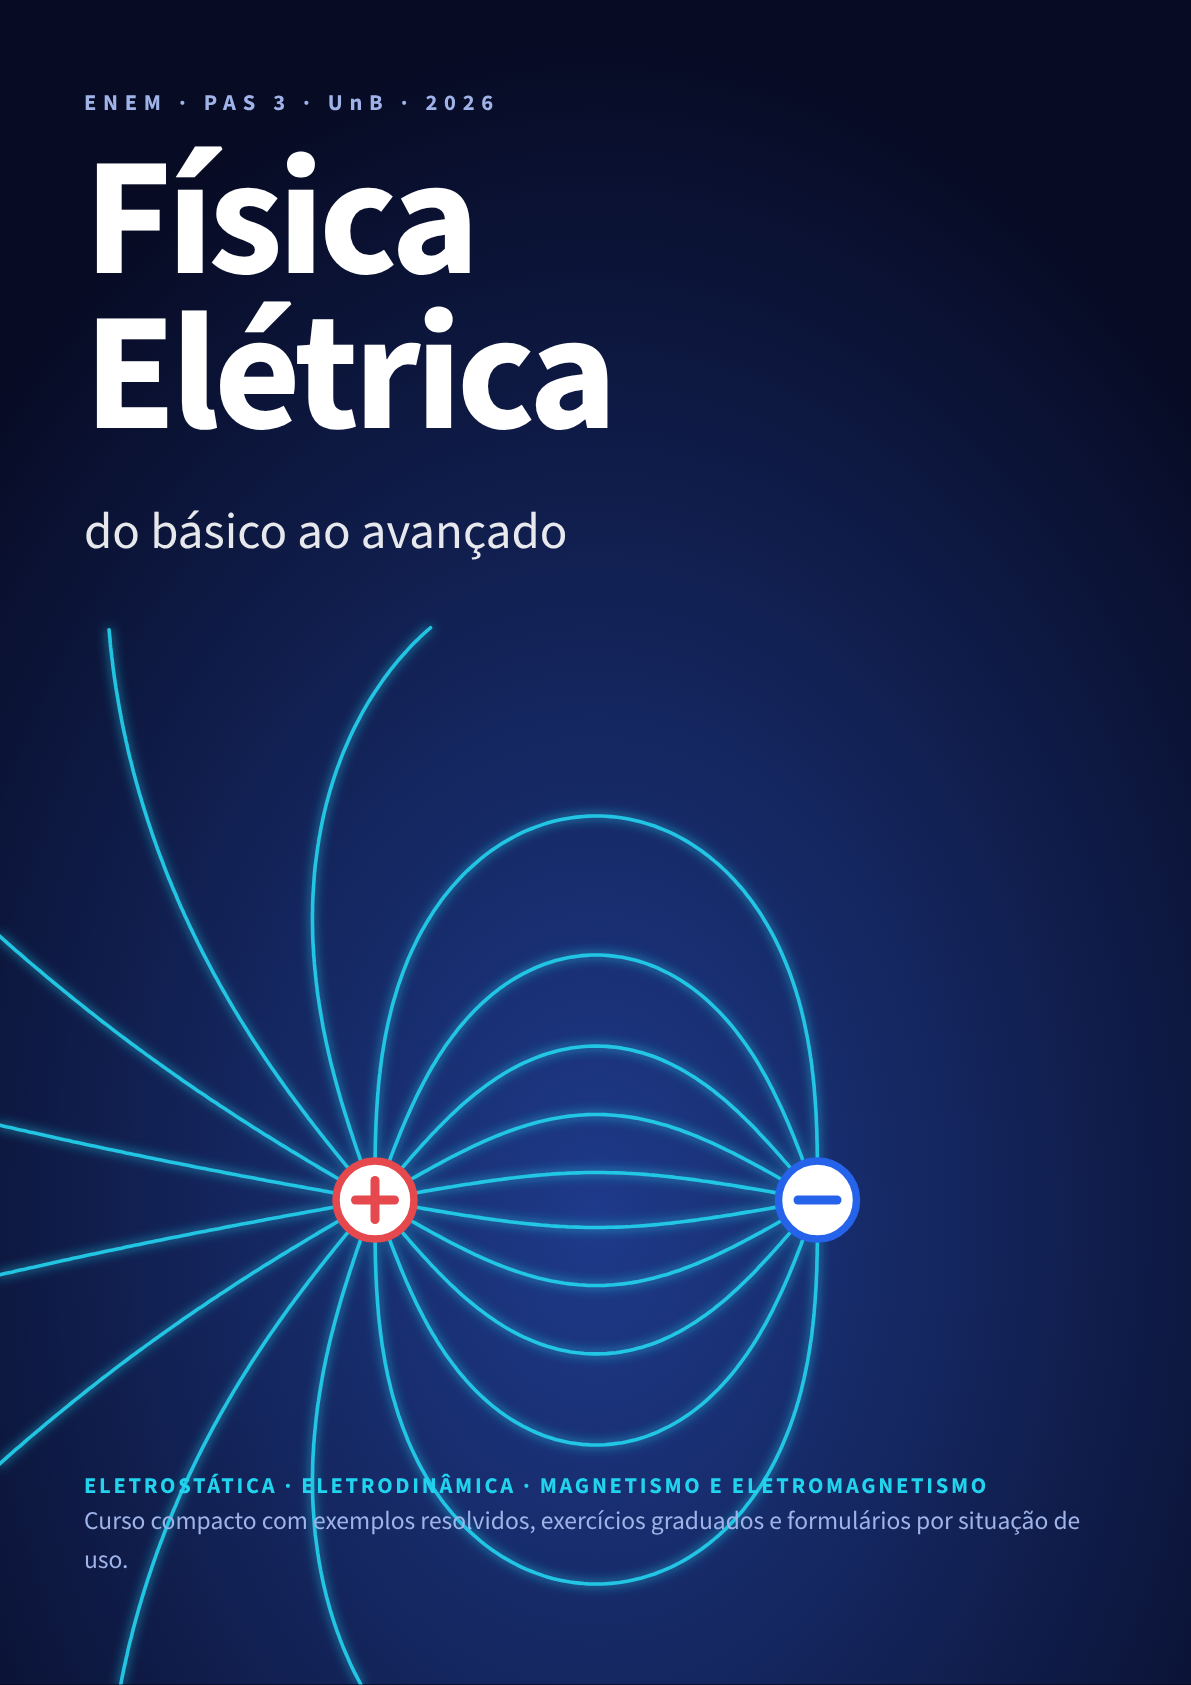 ENEM · PAS 3 · UnB · 2026
Física
Elétrica
do básico ao avançado
ELETROSTÁTICA · ELETRODINÂMICA · MAGNETISMO E ELETROMAGNETISMO
Curso compacto com exemplos resolvidos, exercícios graduados e formulários por situação de
uso.